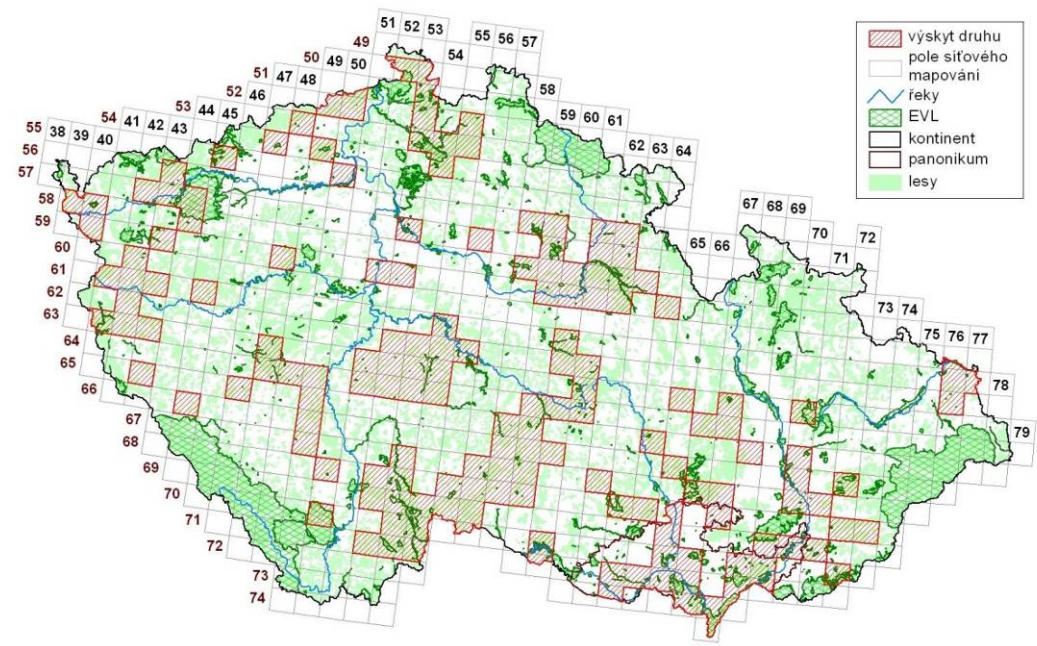 51 52 53
49
54
55 56 57
50 49 50
51 47 48
52 46
53 44 45
54 41 42 43
55 38 39 40
56
57
58
59
60
61
62
63
64
65
66
67
68
69
70
71
72
73
74
58
59 60 61
62 63 64
65 66
67 68 69
70
71
72
73 74
75 76 77
78
79
výskyt druhu
pole síťového
mapování
řeky
EVL
kontinent
panonikum
lesy